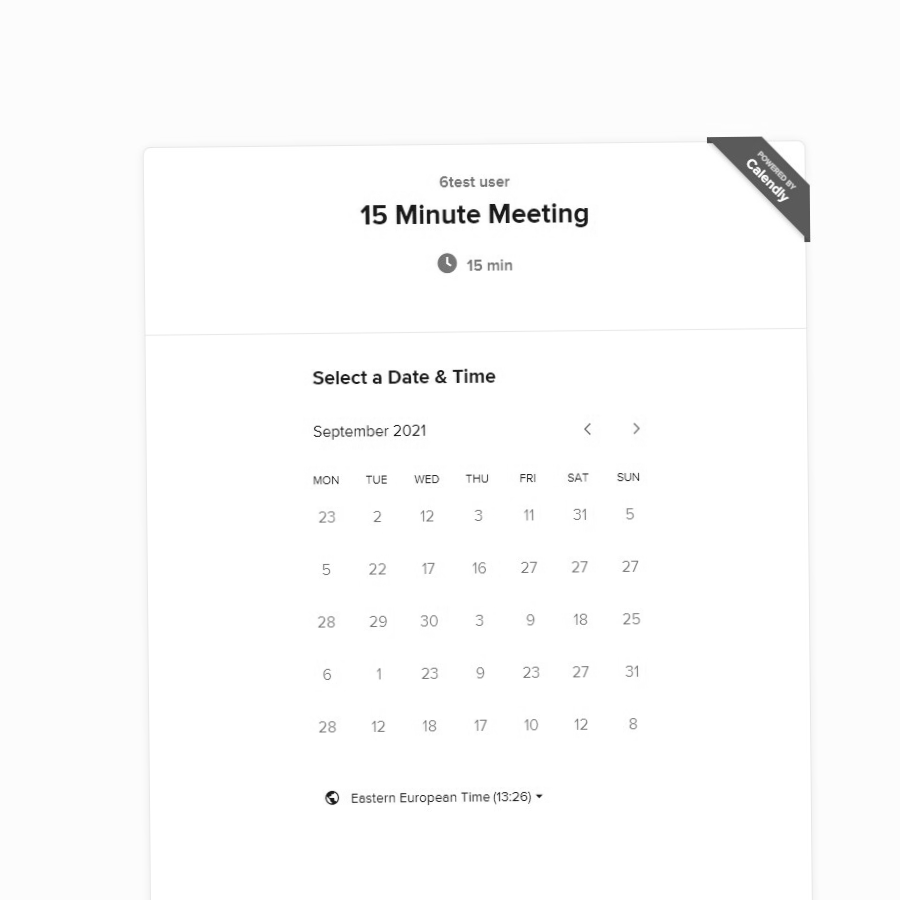 POWERED BY
Calendly
6test user
15 Minute Meeting
15 min
Select a Date & Time
September 2021
MON TUE WED THU FRI SAT SUN
23 2 12 3 11 31 5
5 22 17 16 27 27 27
28 29 30 3 9 18 25
6 1 23 9 23 27 31
28 12 18 17 10 12 8
Eastern European Time (13:26)